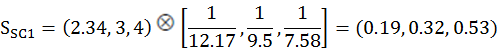 S_SC1 = (2.34, 3, 4) ⊗ [1/12.17, 1/9.5, 1/7.58] = (0.19, 0.32, 0.53)